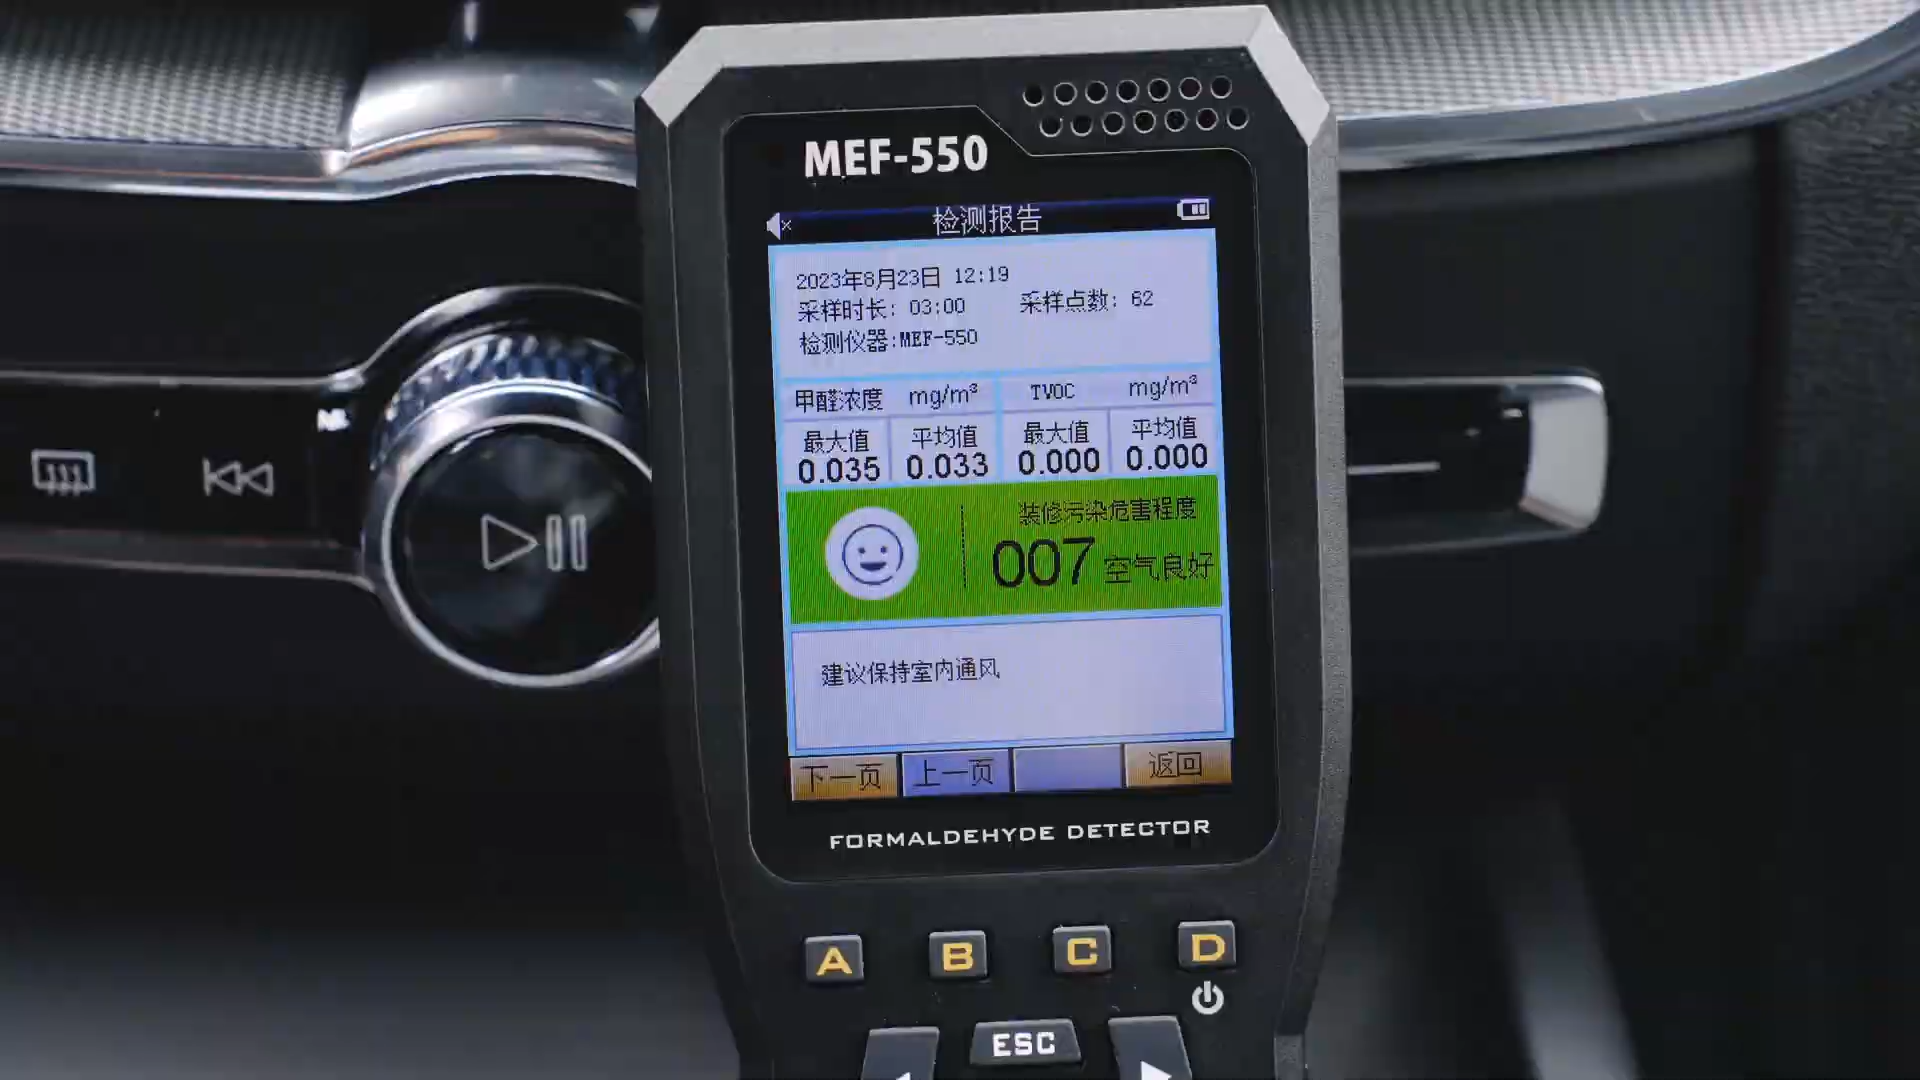 MEF-550
检测报告
2023年8月23日 12:19
采样时长: 03:00 采样点数: 62
检测仪器:MEF-550
甲醛浓度 mg/m³ TVOC mg/m³
最大值 平均值 最大值 平均值
0.035 0.033 0.000 0.000
装修污染危害程度
007 空气良好
建议保持室内通风
下一页 上一页 返回
FORMALDEHYDE DETECTOR
A B C D
ESC